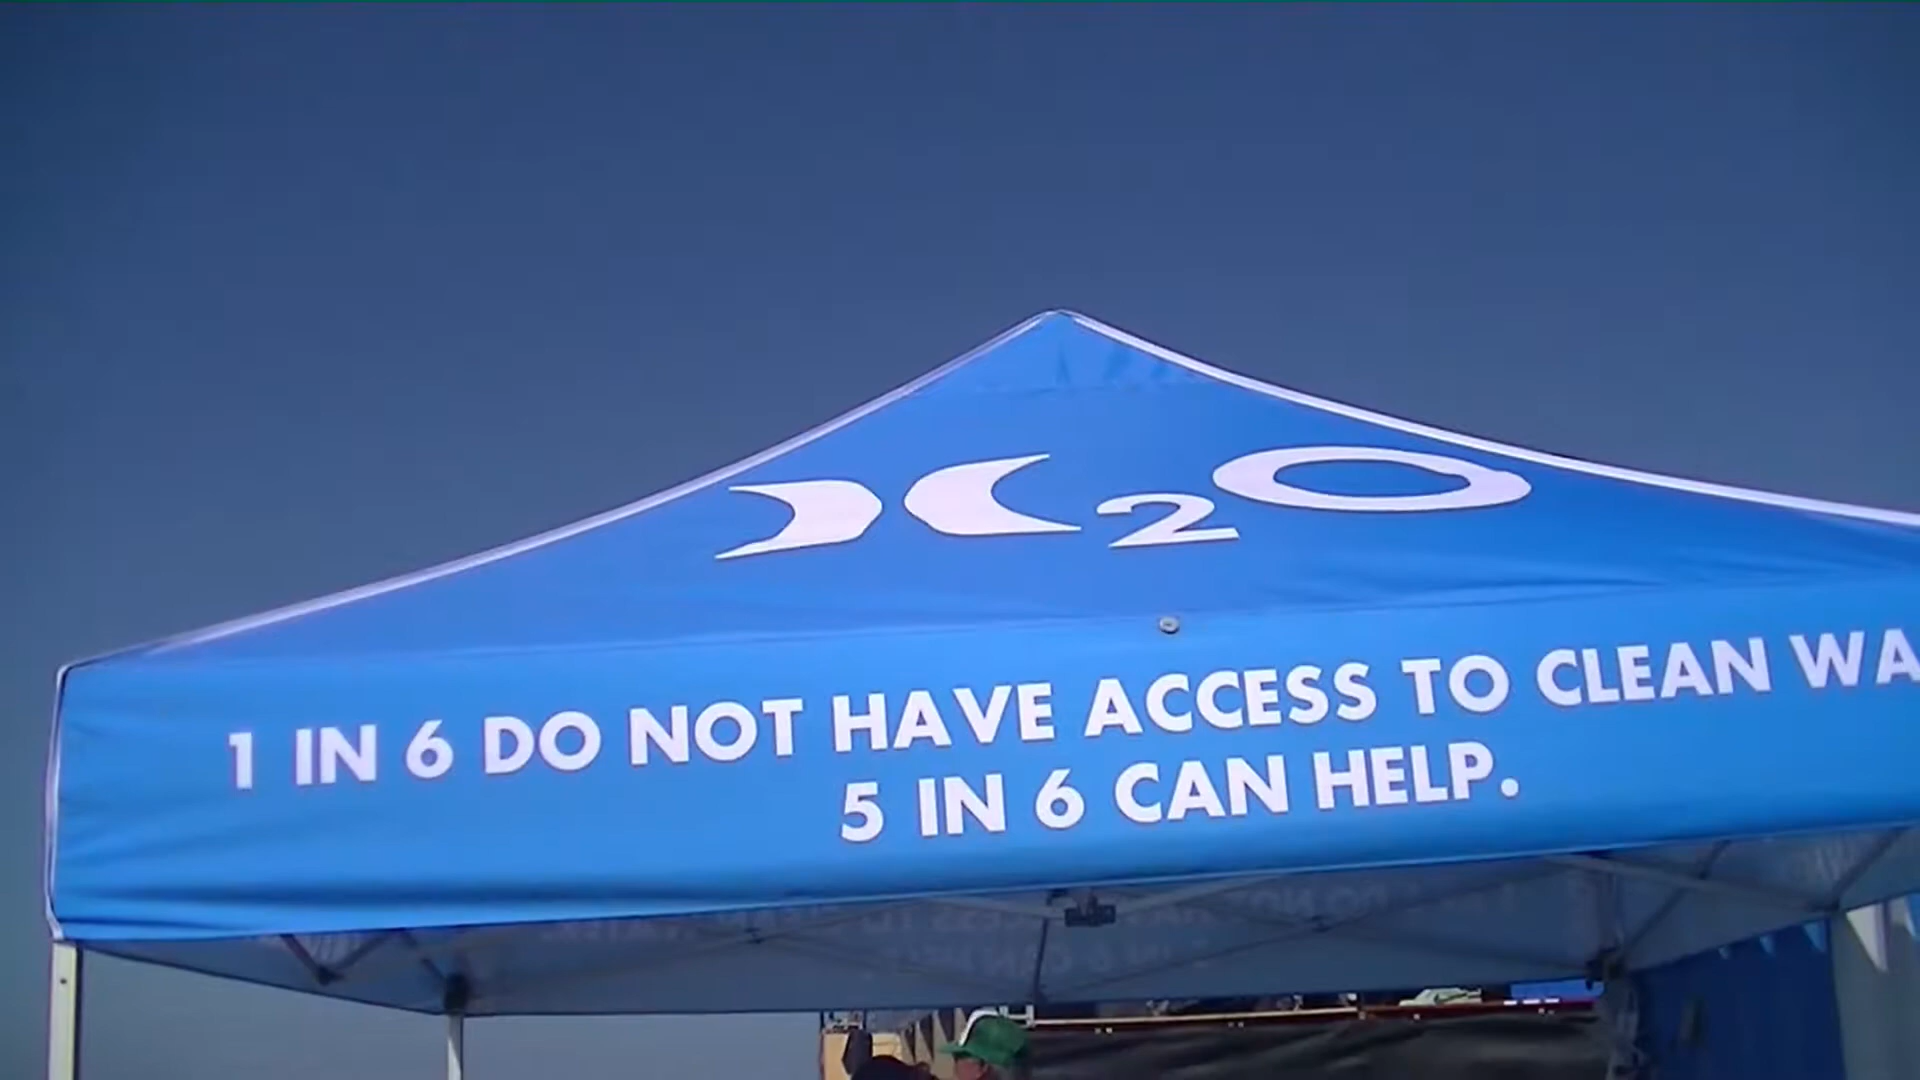 H2O
1 IN 6 DO NOT HAVE ACCESS TO CLEAN WA
5 IN 6 CAN HELP.